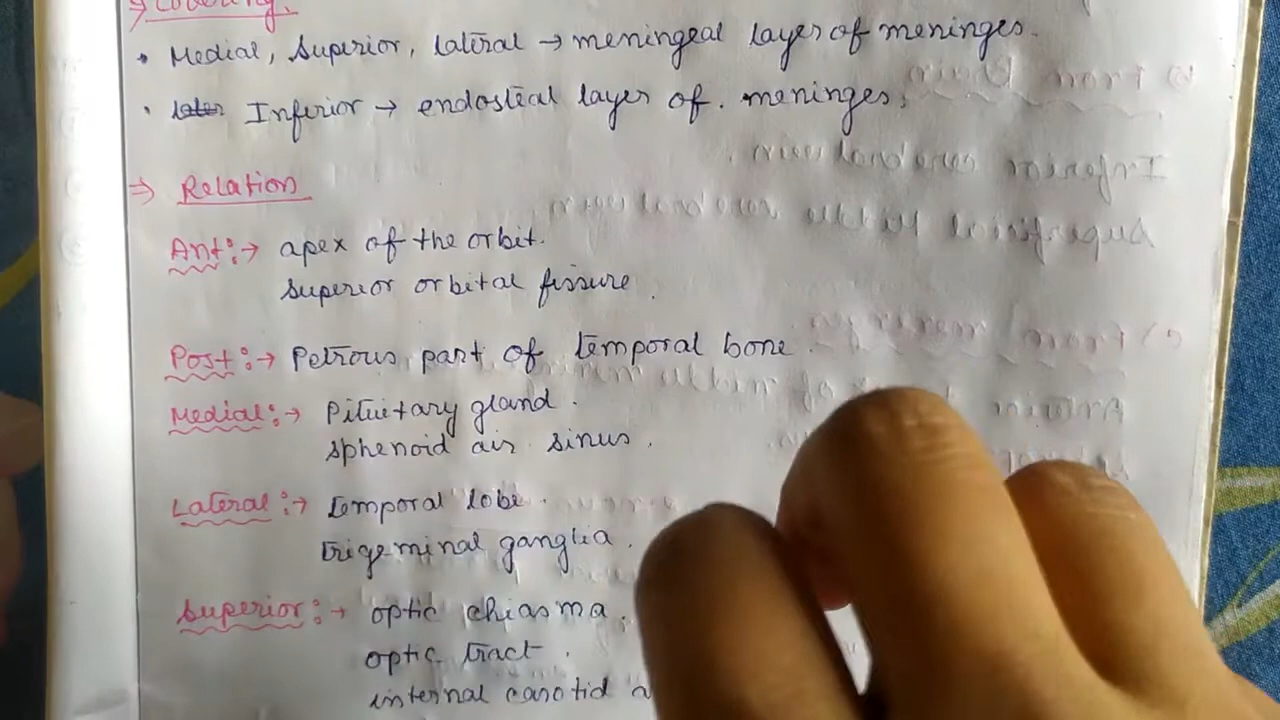 ⇒ Covering.
• Medial, Superior, lateral → meningeal layer of meninges.
• Inferior → endosteal layer of. meninges.
⇒ Relation
Ant:→ apex of the orbit.
superior orbital fissure.
Post:→ Petrous part of temporal bone.
Medial:→ Pituitary gland.
sphenoid air sinus.
Lateral:→ temporal lobe.
trigeminal ganglia.
Superior:→ optic chiasma.
optic tract.
internal carotid a